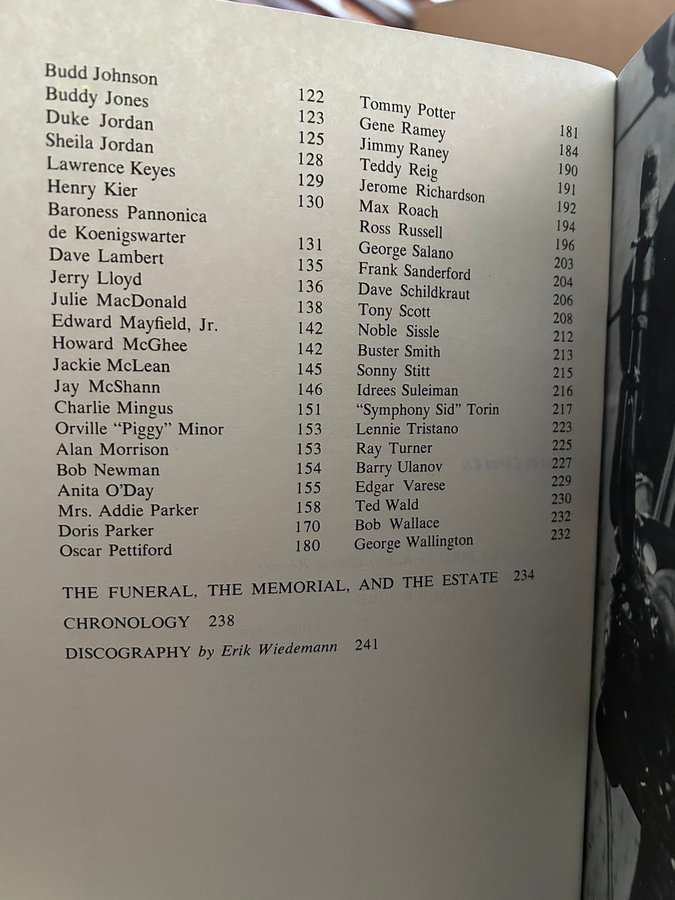 Budd Johnson 122
Buddy Jones 123
Duke Jordan 125
Sheila Jordan 128
Lawrence Keyes 129
Henry Kier 130
Baroness Pannonica
de Koenigswarter 131
Dave Lambert 135
Jerry Lloyd 136
Julie MacDonald 138
Edward Mayfield, Jr. 142
Howard McGhee 142
Jackie McLean 145
Jay McShann 146
Charlie Mingus 151
Orville “Piggy” Minor 153
Alan Morrison 153
Bob Newman 154
Anita O'Day 155
Mrs. Addie Parker 158
Doris Parker 170
Oscar Pettiford 180
Tommy Potter 181
Gene Ramey 184
Jimmy Raney 190
Teddy Reig 191
Jerome Richardson 192
Max Roach 194
Ross Russell 196
George Salano 203
Frank Sanderford 204
Dave Schildkraut 206
Tony Scott 208
Noble Sissle 212
Buster Smith 213
Sonny Stitt 215
Idrees Suleiman 216
“Symphony Sid” Torin 217
Lennie Tristano 223
Ray Turner 225
Barry Ulanov 227
Edgar Varese 229
Ted Wald 230
Bob Wallace 232
George Wallington 232
THE FUNERAL, THE MEMORIAL, AND THE ESTATE 234
CHRONOLOGY 238
DISCOGRAPHY by Erik Wiedemann 241